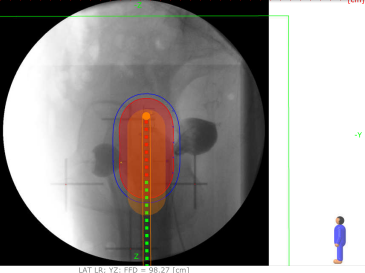 [cm]
-Y
Z
LAT LR: YZ: FFD = 98.27 [cm]